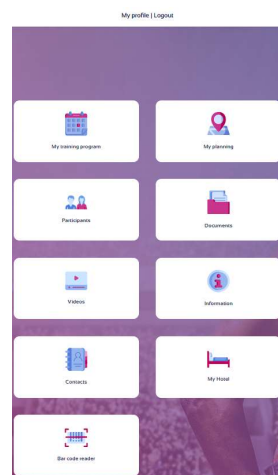 My profile | Logout
My training program
My planning
Participants
Documents
Videos
Information
Contacts
My Hotel
Bar code reader